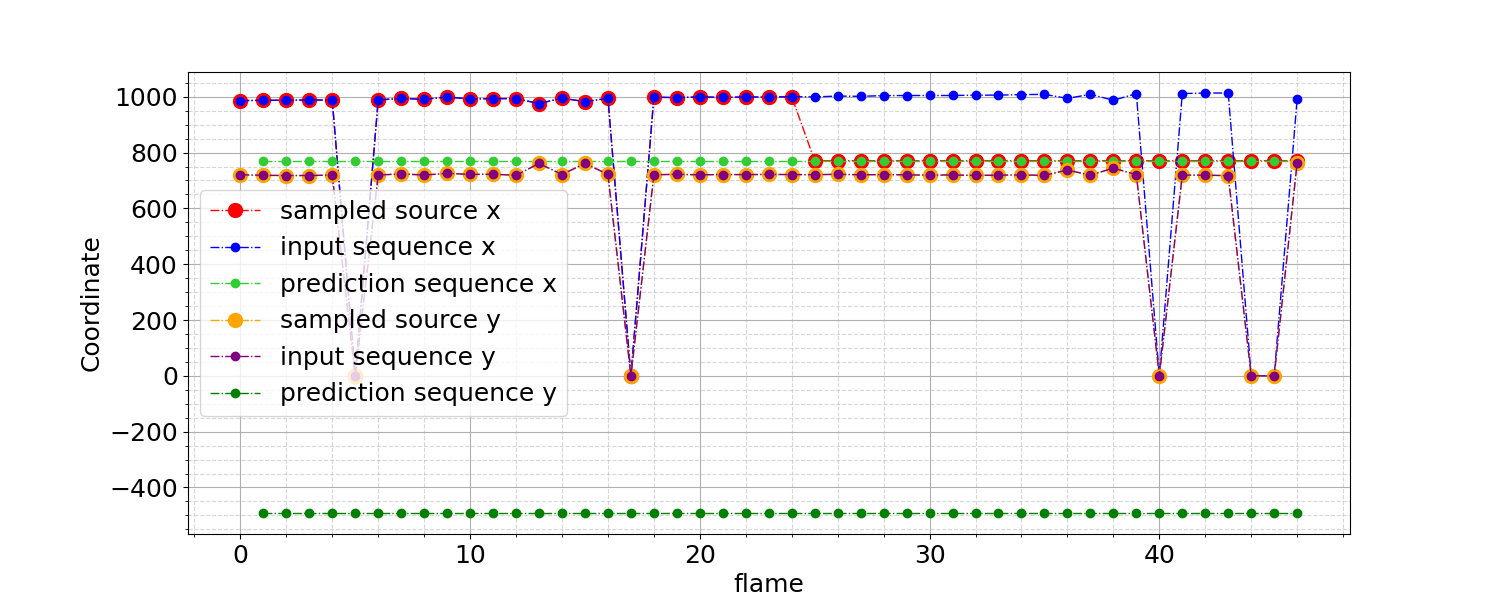 1000
800
600
400
200
0
−200
−400
Coordinate
sampled source x
input sequence x
prediction sequence x
sampled source y
input sequence y
prediction sequence y
0 10 20 30 40
flame